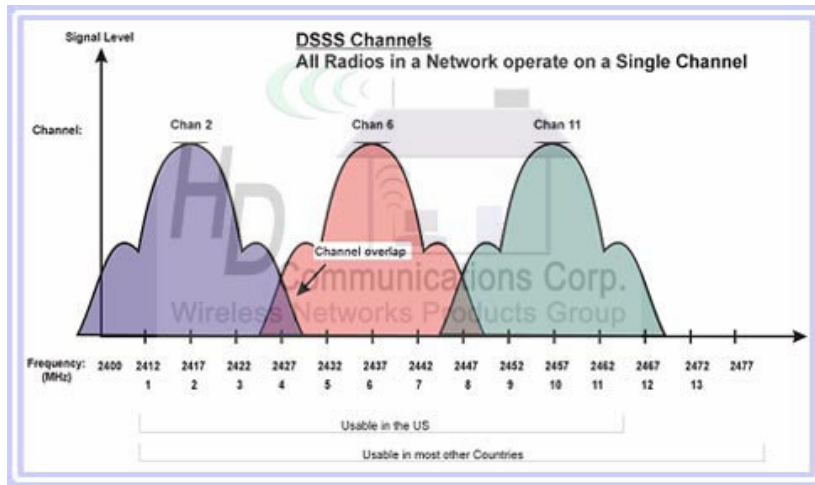 Signal Level
DSSS Channels
All Radios in a Network operate on a Single Channel
Channel:
Chan 2
Chan 6
Chan 11
Channel overlap
HD
Communications Corp.
Wireless Networks Products Group
Frequency: 2400 2412 2417 2422 2427 2432 2437 2442 2447 2452 2457 2462 2467 2472 2477
(MHz) 1 2 3 4 5 6 7 8 9 10 11 12 13
Usable in the US
Usable in most other Countries